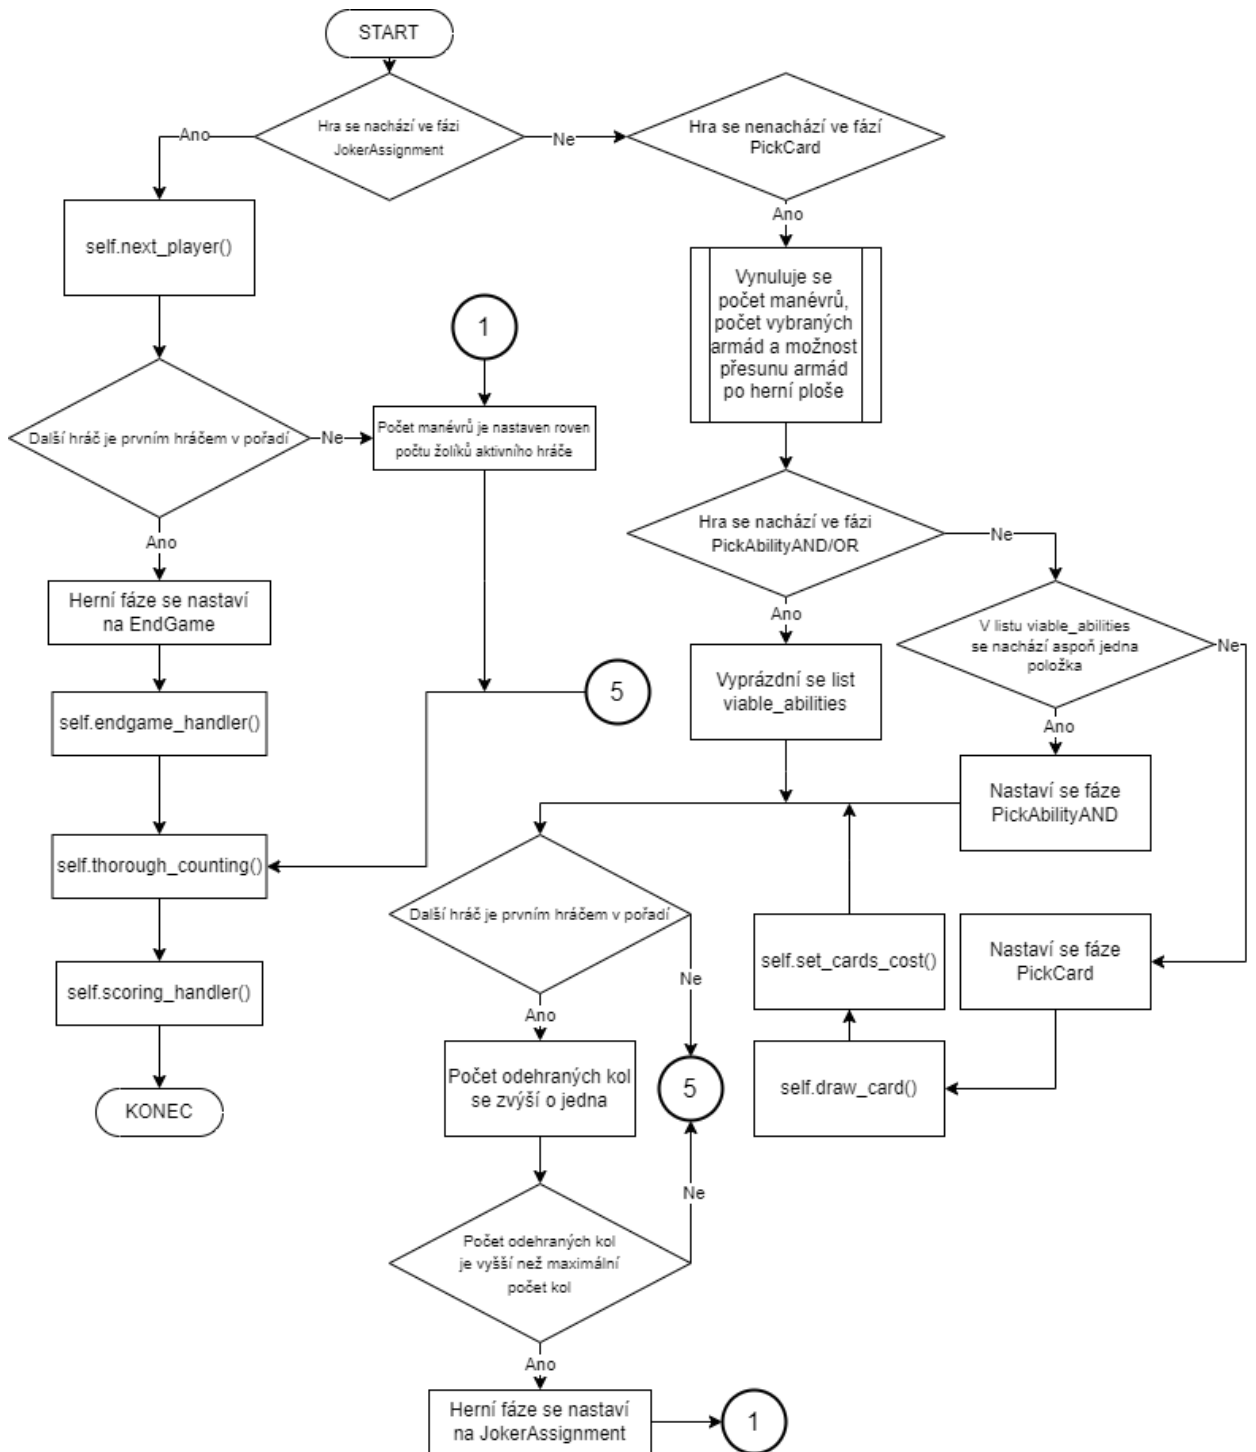 START
Hra se nachází ve fázi
JokerAssignment
Ano
Ne
Hra se nenachází ve fází
PickCard
Ano
self.next_player()
Vynuluje se
počet manévrů,
počet vybraných
armád a možnost
přesunu armád
po herní ploše
1
Další hráč je prvním hráčem v pořadí
Ne
Počet manévrů je nastaven roven
počtu žolíků aktivního hráče
Ano
Hra se nachází ve fázi
PickAbilityAND/OR
Ne
Ano
Herní fáze se nastaví
na EndGame
V listu viable_abilities
se nachází aspoň jedna
položka
Ne
Ano
Vyprázdní se list
viable_abilities
5
self.endgame_handler()
Nastaví se fáze
PickAbilityAND
self.thorough_counting()
Další hráč je prvním hráčem v pořadí
Ne
Ano
self.set_cards_cost()
Nastaví se fáze
PickCard
self.scoring_handler()
Počet odehraných kol
se zvýší o jedna
5
self.draw_card()
KONEC
Ne
Počet odehraných kol
je vyšší než maximální
počet kol
Ano
Herní fáze se nastaví
na JokerAssignment
1